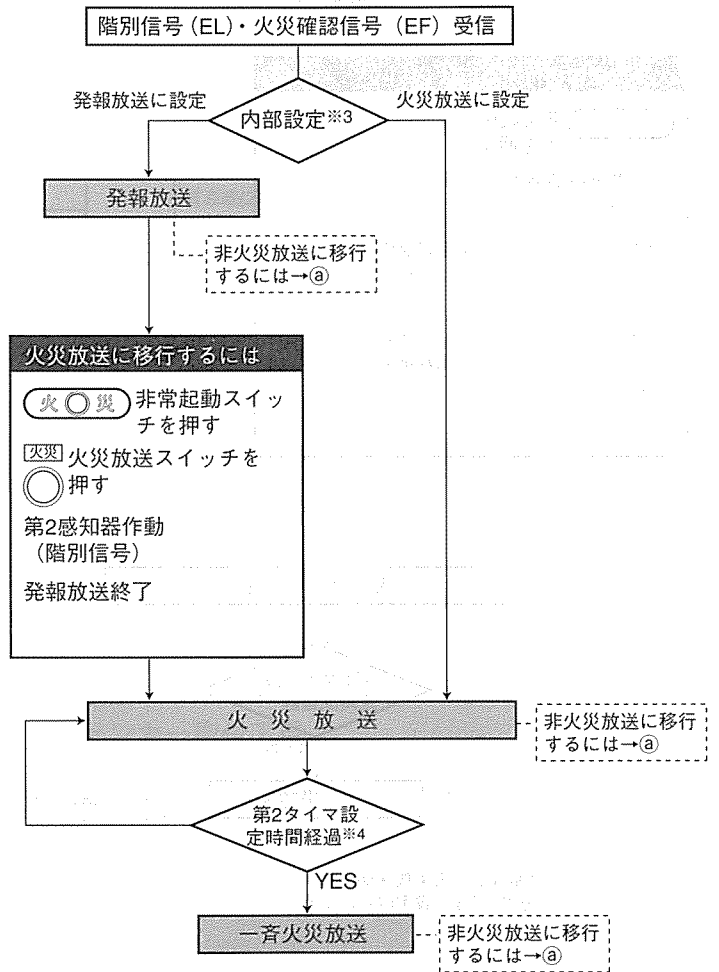 階別信号（EL）・火災確認信号（EF）受信
発報放送に設定
火災放送に設定
内部設定※3
発報放送
非火災放送に移行
するには→ⓐ
火災放送に移行するには
火 災 非常起動スイッ
チを押す
火災 火災放送スイッチを
押す
第2感知器作動
（階別信号）
発報放送終了
火 災 放 送
非火災放送に移行
するには→ⓐ
第2タイマ設
定時間経過※4
YES
一斉火災放送
非火災放送に移行
するには→ⓐ